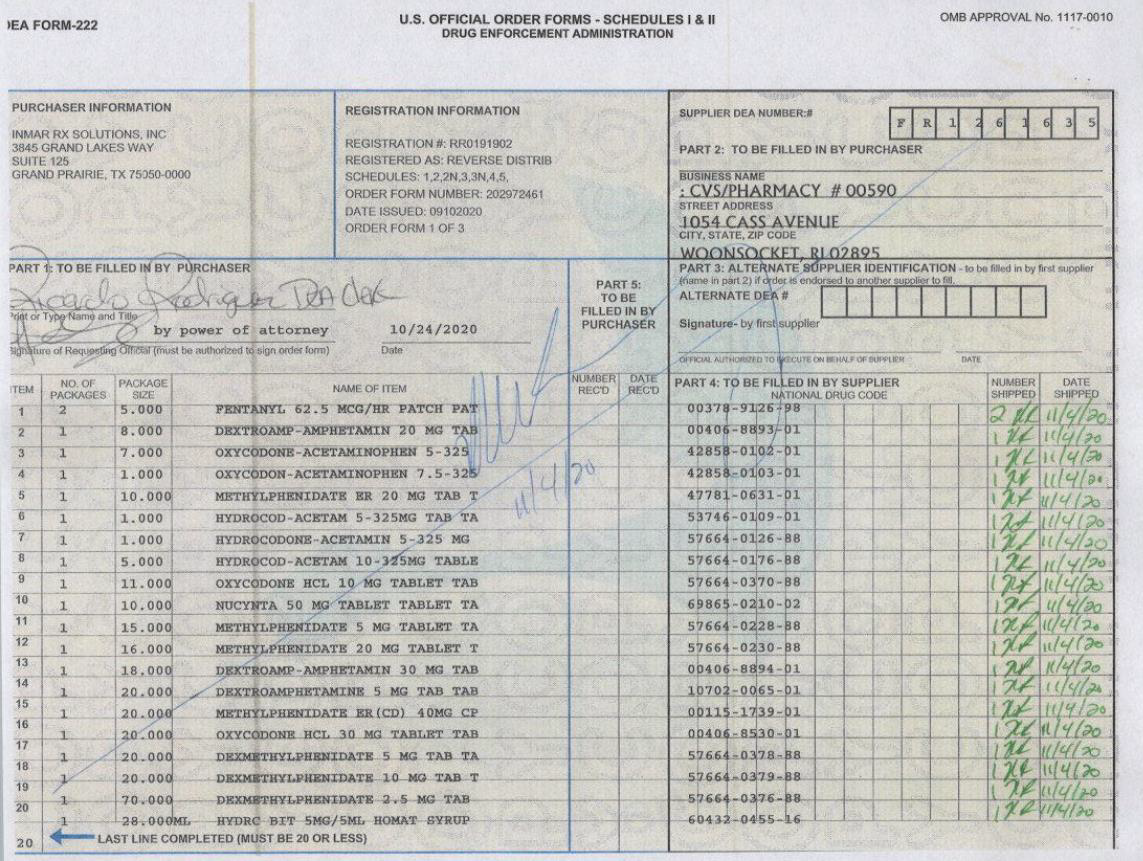 DEA FORM-222
U.S. OFFICIAL ORDER FORMS - SCHEDULES I & II
DRUG ENFORCEMENT ADMINISTRATION
OMB APPROVAL No. 1117-0010
PURCHASER INFORMATION
INMAR RX SOLUTIONS, INC
3845 GRAND LAKES WAY
SUITE 125
GRAND PRAIRIE, TX 75050-0000
REGISTRATION INFORMATION
REGISTRATION #: RR0191902
REGISTERED AS: REVERSE DISTRIB
SCHEDULES: 1,2,2N,3,3N,4,5,
ORDER FORM NUMBER: 202972461
DATE ISSUED: 09102020
ORDER FORM 1 OF 3
SUPPLIER DEA NUMBER:# F R 1 2 6 1 6 3 5
PART 2: TO BE FILLED IN BY PURCHASER
BUSINESS NAME
: CVS/PHARMACY # 00590
STREET ADDRESS
1054 CASS AVENUE
CITY, STATE, ZIP CODE
WOONSOCKET, RI,02895
PART 1: TO BE FILLED IN BY PURCHASER
Ricardo Rodriguez DEA Clerk
Print or Type Name and Title
by power of attorney 10/24/2020
Signature of Requesting Official (must be authorized to sign order form) Date
PART 5:
TO BE
FILLED IN BY
PURCHASER
PART 3: ALTERNATE SUPPLIER IDENTIFICATION - to be filled in by first supplier
(name in part 2) if order is endorsed to another supplier to fill.
ALTERNATE DEA #
Signature- by first supplier
OFFICIAL AUTHORIZED TO EXECUTE ON BEHALF OF SUPPLIER DATE
ITEM NO. OF PACKAGES PACKAGE SIZE NAME OF ITEM NUMBER REC'D DATE REC'D PART 4: TO BE FILLED IN BY SUPPLIER NATIONAL DRUG CODE NUMBER SHIPPED DATE SHIPPED
1 2 5.000 FENTANYL 62.5 MCG/HR PATCH PAT 00378-9126-98 2 11/4/20
2 1 8.000 DEXTROAMP-AMPHETAMIN 20 MG TAB 00406-8893-01 1 11/4/20
3 1 7.000 OXYCODONE-ACETAMINOPHEN 5-325 42858-0102-01 1 11/4/20
4 1 1.000 OXYCODON-ACETAMINOPHEN 7.5-325 42858-0103-01 1 11/4/20
5 1 10.000 METHYLPHENIDATE ER 20 MG TAB T 47781-0631-01 1 11/4/20
6 1 1.000 HYDROCOD-ACETAM 5-325MG TAB TA 53746-0109-01 1 11/4/20
7 1 1.000 HYDROCODONE-ACETAMIN 5-325 MG 57664-0126-88 1 11/4/20
8 1 5.000 HYDROCOD-ACETAM 10-325MG TABLE 57664-0176-88 1 11/4/20
9 1 11.000 OXYCODONE HCL 10 MG TABLET TAB 57664-0370-88 1 11/4/20
10 1 10.000 NUCYNTA 50 MG TABLET TABLET TA 69865-0210-02 1 11/4/20
11 1 15.000 METHYLPHENIDATE 5 MG TABLET TA 57664-0228-88 1 11/4/20
12 1 16.000 METHYLPHENIDATE 20 MG TABLET T 57664-0230-88 1 11/4/20
13 1 18.000 DEXTROAMP-AMPHETAMIN 30 MG TAB 00406-8894-01 1 11/4/20
14 1 20.000 DEXTROAMPHETAMINE 5 MG TAB TAB 10702-0065-01 1 11/4/20
15 1 20.000 METHYLPHENIDATE ER(CD) 40MG CP 00115-1739-01 1 11/4/20
16 1 20.000 OXYCODONE HCL 30 MG TABLET TAB 00406-8530-01 1 11/4/20
17 1 20.000 DEXMETHYLPHENIDATE 5 MG TAB TA 57664-0378-88 1 11/4/20
18 1 20.000 DEXMETHYLPHENIDATE 10 MG TAB T 57664-0379-88 1 11/4/20
19 1 70.000 DEXMETHYLPHENIDATE 2.5 MG TAB 57664-0376-88 1 11/4/20
20 1 28.000ML HYDRC BIT 5MG/5ML HOMAT SYRUP 60432-0455-16 1 11/4/20
11/4/20
20 LAST LINE COMPLETED (MUST BE 20 OR LESS)